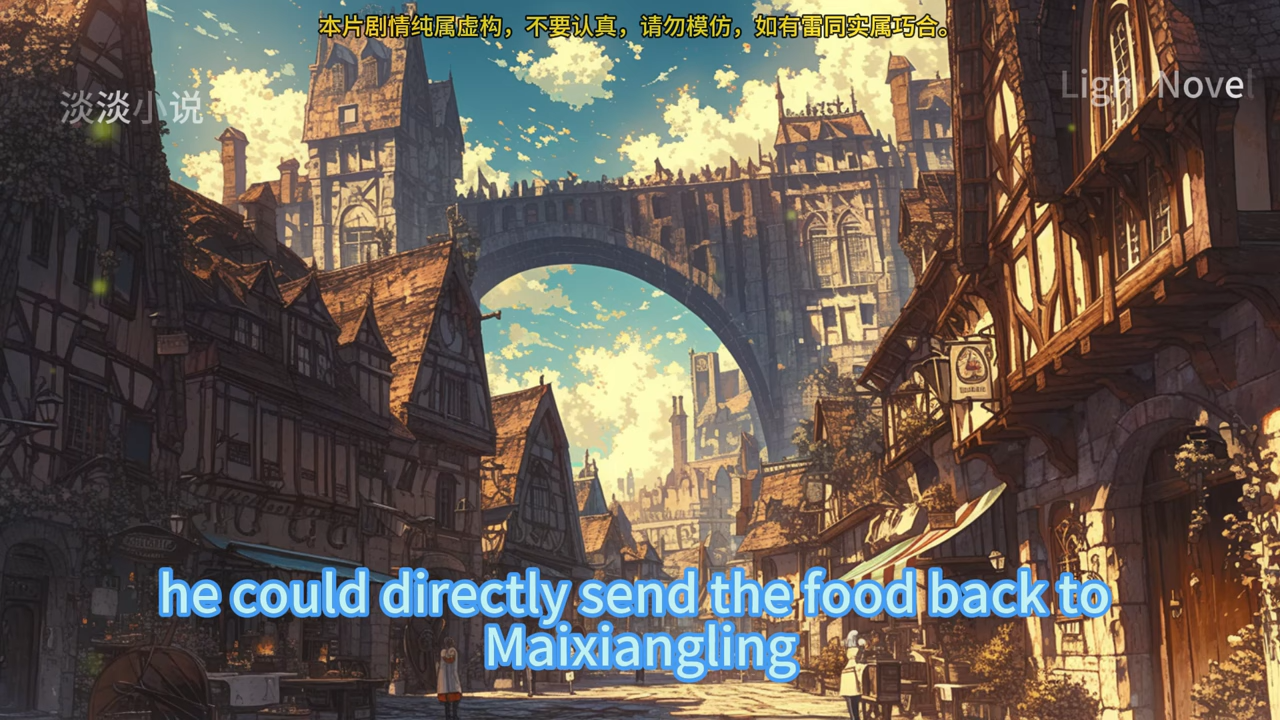 本片剧情纯属虚构，不要认真，请勿模仿，如有雷同实属巧合。
淡淡小说
Light Novel
he could directly send the food back to
Maixiangling